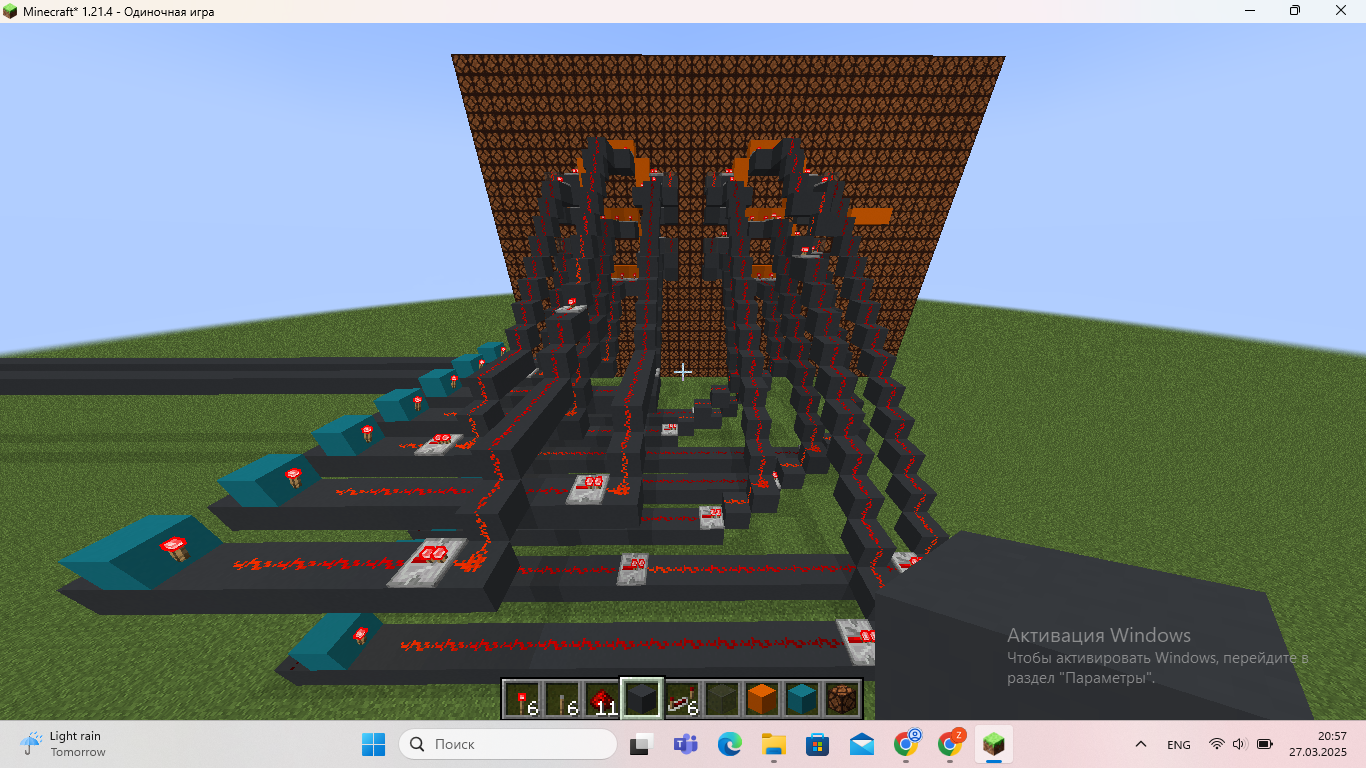 Minecraft* 1.21.4 - Одиночная игра
Активация Windows
Чтобы активировать Windows, перейдите в
раздел "Параметры".
6
6
11
6
Light rain
Tomorrow
Поиск
Z
ENG
20:57
27.03.2025